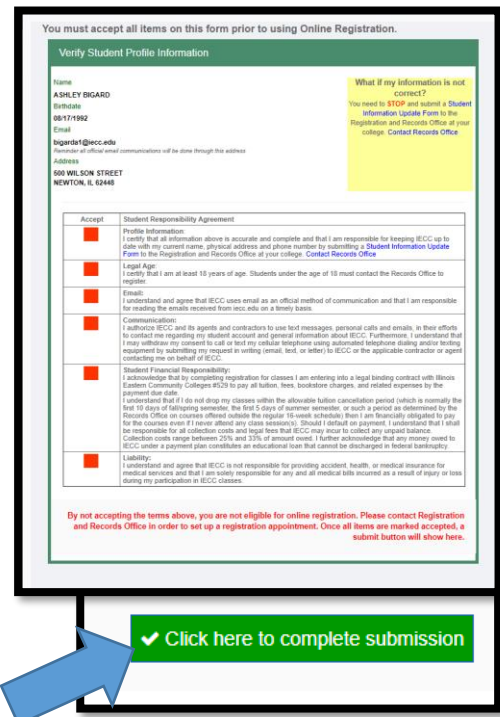 You must accept all items on this form prior to using Online Registration.
Verify Student Profile Information
Name
ASHLEY BIGARD
Birthdate
08/17/1992
Email
bigarda1@iecc.edu
Reminder all official email communications will be done through this address
Address
500 WILSON STREET
NEWTON, IL 62448
What if my information is not
correct?
You need to STOP and submit a Student
Information Update Form to the
Registration and Records Office at your
college. Contact Records Office
Accept Student Responsibility Agreement
Profile Information:
I certify that all information above is accurate and complete and that I am responsible for keeping IECC up to
date with my current name, physical address and phone number by submitting a Student Information Update
Form to the Registration and Records Office at your college. Contact Records Office
Legal Age:
I certify that I am at least 18 years of age. Students under the age of 18 must contact the Records Office to
register.
Email:
I understand and agree that IECC uses email as an official method of communication and that I am responsible
for reading the emails received from iecc.edu on a timely basis.
Communication:
I authorize IECC and its agents and contractors to use text messages, personal calls and emails, in their efforts
to contact me regarding my student account and general information about IECC. Furthermore, I understand that
I may withdraw my consent to call or text my cellular telephone using automated telephone dialing and/or texting
equipment by submitting my request in writing (email, text, or letter) to IECC or the applicable contractor or agent
contacting me on behalf of IECC.
Student Financial Responsibility:
I acknowledge that by completing registration for classes I am entering into a legal binding contract with Illinois
Eastern Community Colleges #529 to pay all tuition, fees, bookstore charges, and related expenses by the
payment due date.
I understand that if I do not drop my classes within the allowable tuition cancellation period (which is normally the
first 10 days of fall/spring semester, the first 5 days of summer semester, or such a period as determined by the
Records Office on courses offered outside the regular 16-week schedule) then I am financially obligated to pay
for the courses even if I never attend any class session(s). Should I default on payment, I understand that I shall
be responsible for all collection costs and legal fees that IECC may incur to collect any unpaid balance.
Collection costs range between 25% and 33% of amount owed. I further acknowledge that any money owed to
IECC under a payment plan constitutes an educational loan that cannot be discharged in federal bankruptcy.
Liability:
I understand and agree that IECC is not responsible for providing accident, health, or medical insurance for
medical services and that I am solely responsible for any and all medical bills incurred as a result of injury or loss
during my participation in IECC classes.
By not accepting the terms above, you are not eligible for online registration. Please contact Registration
and Records Office in order to set up a registration appointment. Once all items are marked accepted, a
submit button will show here.
✔ Click here to complete submission